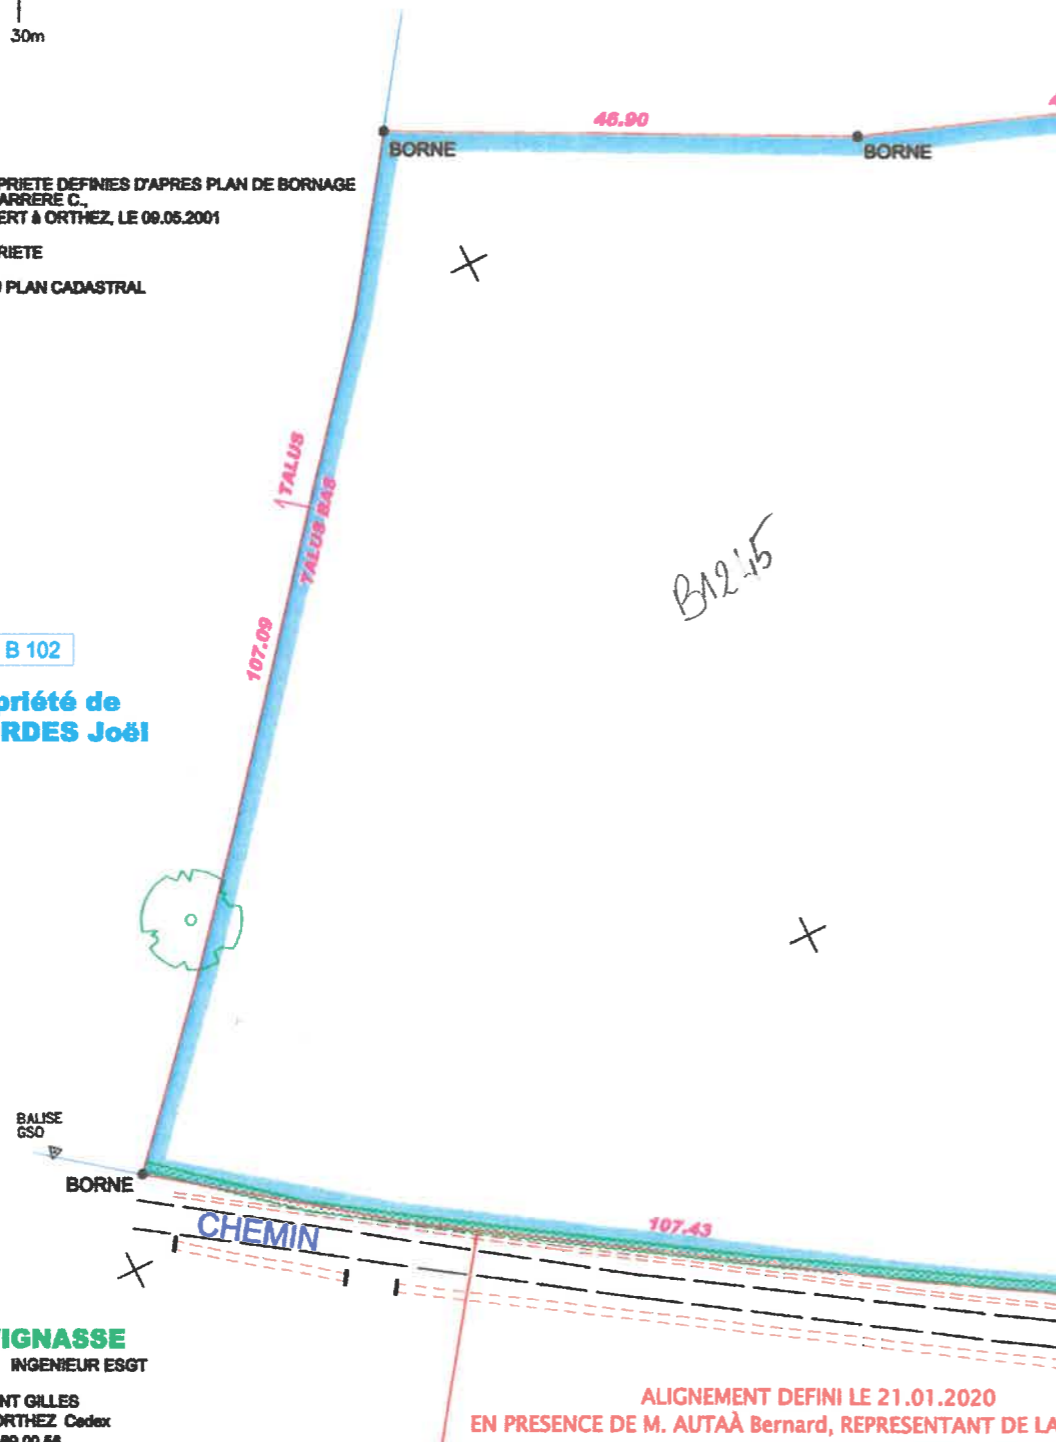 30m
46.90
BORNE
BORNE
PRIETE DEFINIES D'APRES PLAN DE BORNAGE
ARRERE C.,
ERT à ORTHEZ, LE 09.05.2001
RIETE
PLAN CADASTRAL
TALUS
TALUS BAS
B1245
107.09
B 102
priété de
RDES Joël
BALISE
GSO
BORNE
CHEMIN
107.43
IGNASSE
INGENIEUR ESGT
NT GILLES
ORTHEZ Cedex
ALIGNEMENT DEFINI LE 21.01.2020
EN PRESENCE DE M. AUTAÀ Bernard, REPRESENTANT DE LA